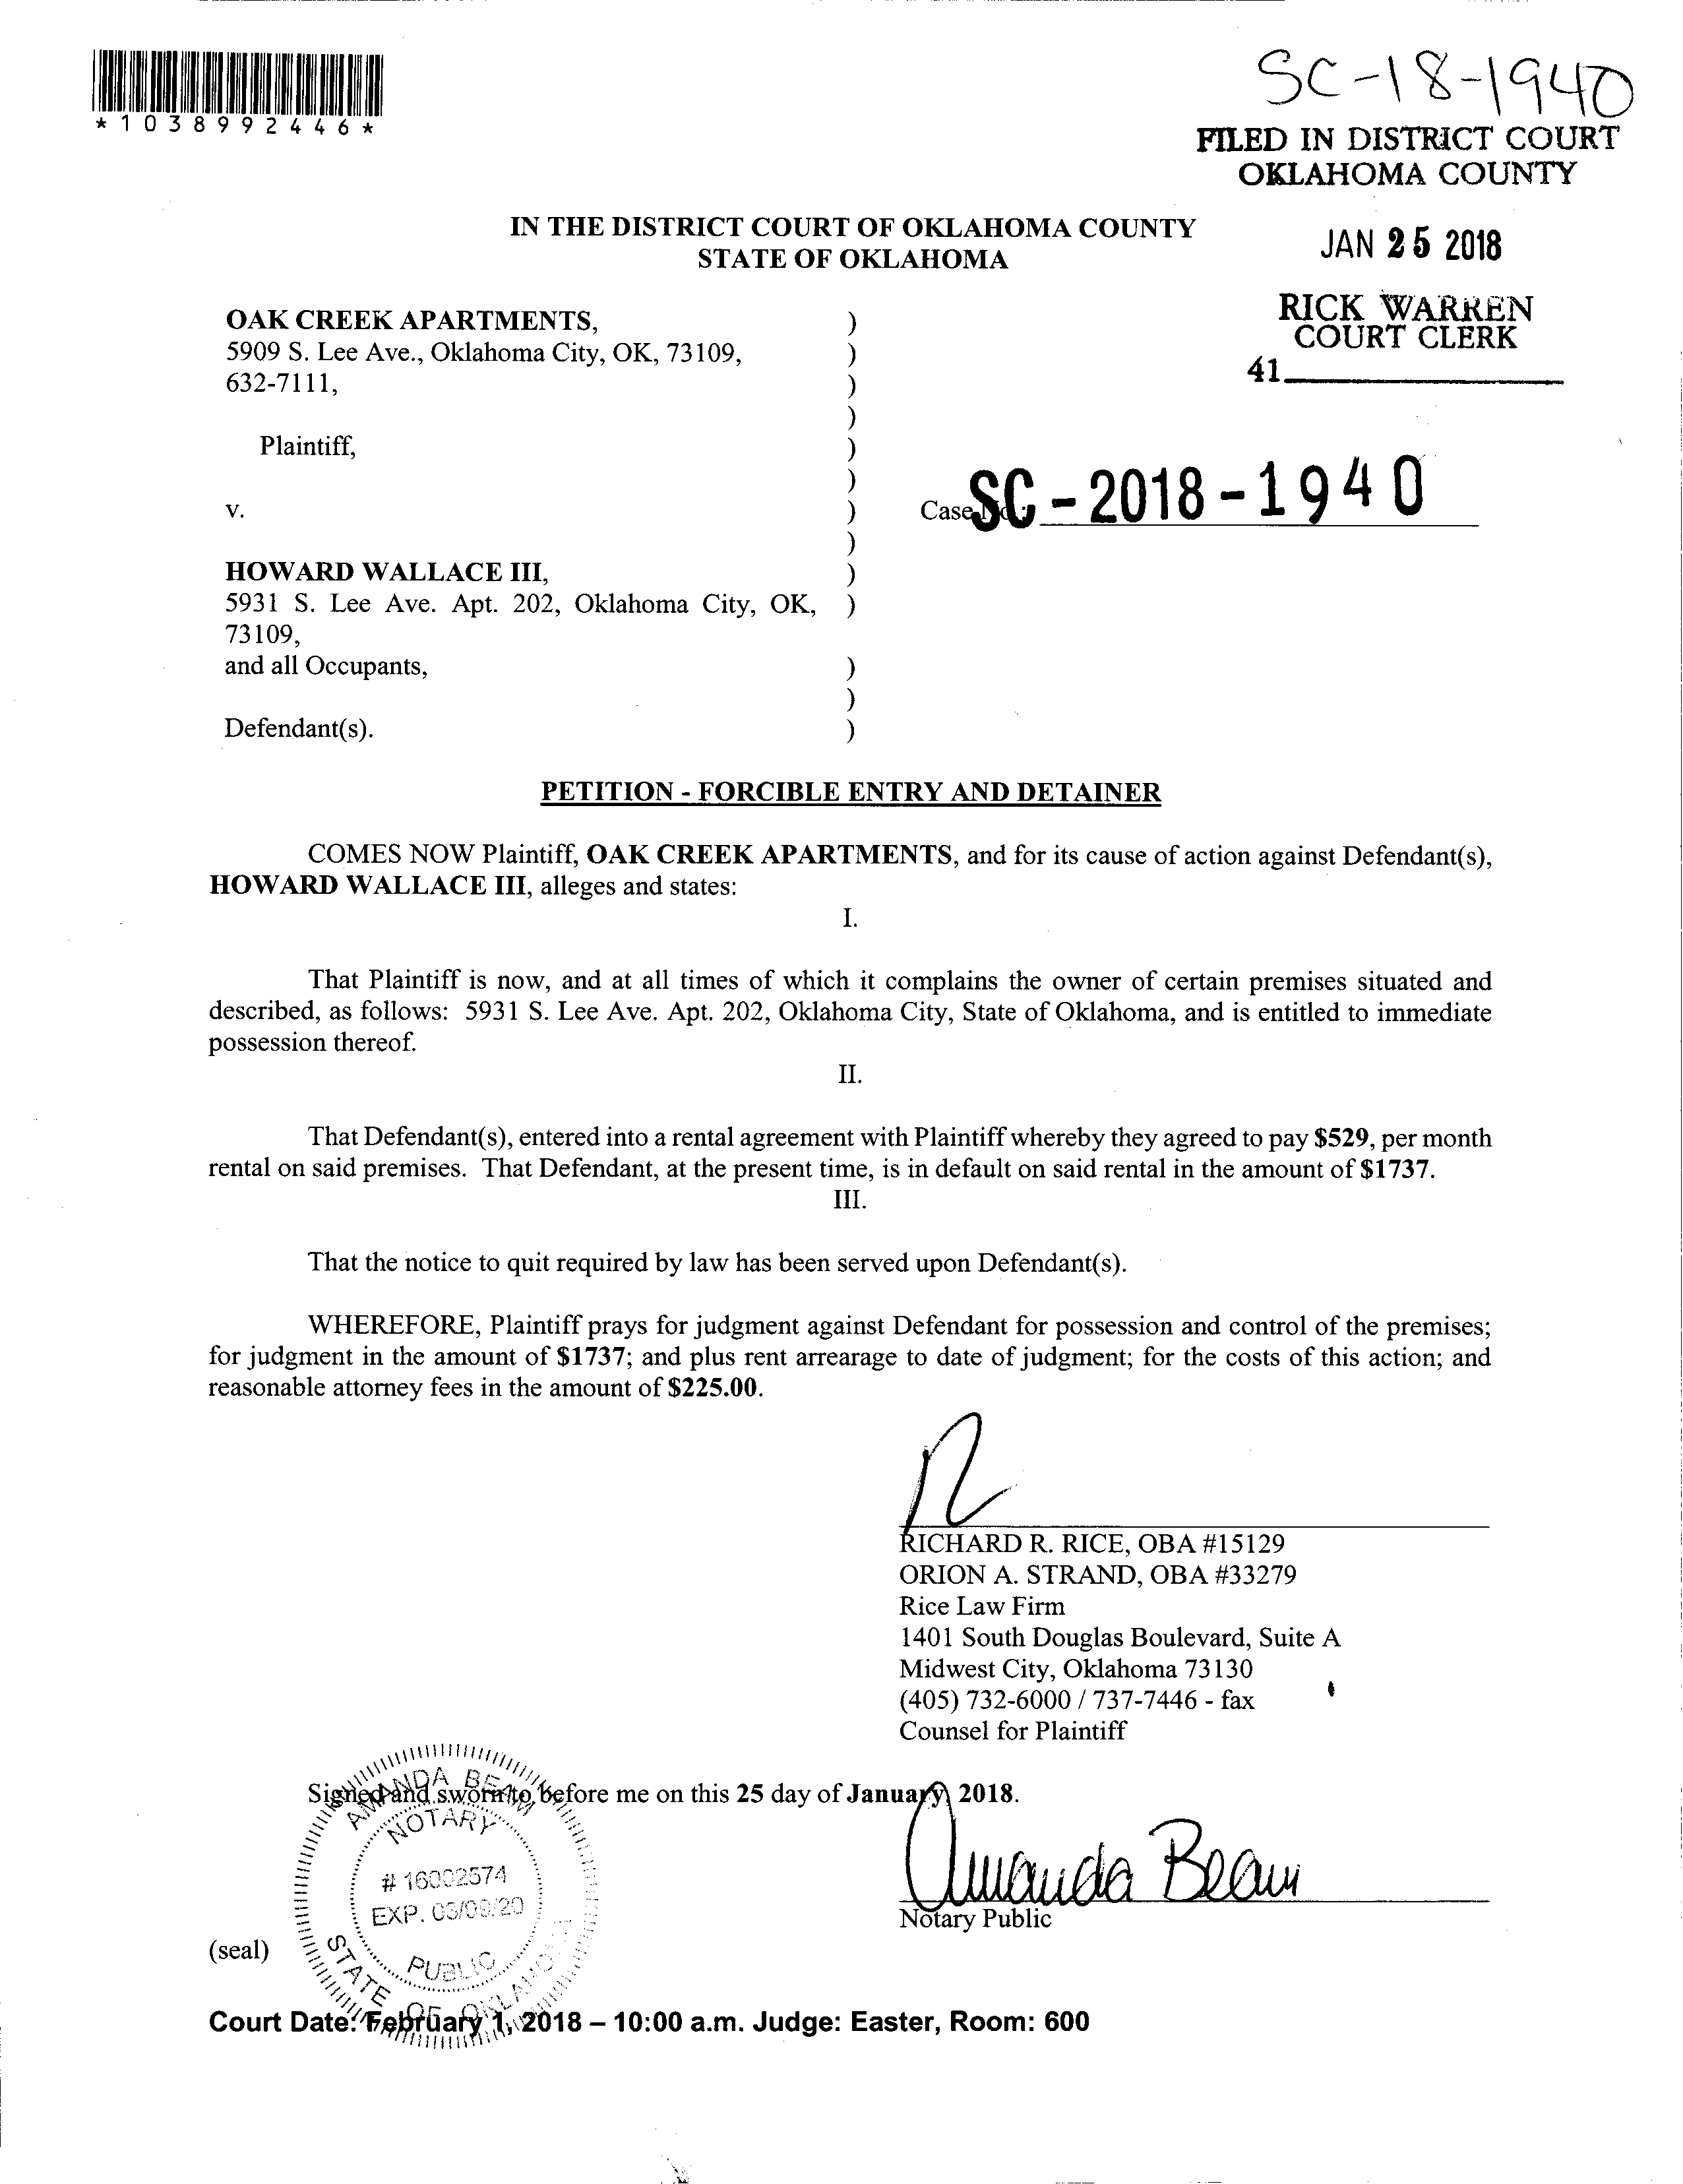 SC-18-1940
*1038992446*
FILED IN DISTRICT COURT
OKLAHOMA COUNTY
IN THE DISTRICT COURT OF OKLAHOMA COUNTY
STATE OF OKLAHOMA
JAN 25 2018
RICK WARREN
COURT CLERK
41
OAK CREEK APARTMENTS, )
5909 S. Lee Ave., Oklahoma City, OK, 73109, )
632-7111, )
)
Plaintiff, )
)
v. ) Case No.: SC-2018-1940
)
HOWARD WALLACE III, )
5931 S. Lee Ave. Apt. 202, Oklahoma City, OK, )
73109,
and all Occupants, )
)
Defendant(s). )
PETITION - FORCIBLE ENTRY AND DETAINER
COMES NOW Plaintiff, OAK CREEK APARTMENTS, and for its cause of action against Defendant(s),
HOWARD WALLACE III, alleges and states:
I.
That Plaintiff is now, and at all times of which it complains the owner of certain premises situated and
described, as follows: 5931 S. Lee Ave. Apt. 202, Oklahoma City, State of Oklahoma, and is entitled to immediate
possession thereof.
II.
That Defendant(s), entered into a rental agreement with Plaintiff whereby they agreed to pay $529, per month
rental on said premises. That Defendant, at the present time, is in default on said rental in the amount of $1737.
III.
That the notice to quit required by law has been served upon Defendant(s).
WHEREFORE, Plaintiff prays for judgment against Defendant for possession and control of the premises;
for judgment in the amount of $1737; and plus rent arrearage to date of judgment; for the costs of this action; and
reasonable attorney fees in the amount of $225.00.
RICHARD R. RICE, OBA #15129
ORION A. STRAND, OBA #33279
Rice Law Firm
1401 South Douglas Boulevard, Suite A
Midwest City, Oklahoma 73130
(405) 732-6000 / 737-7446 - fax
Counsel for Plaintiff
Signed and sworn to before me on this 25 day of January, 2018.
AMANDA BEAM
NOTARY
# 16002574
EXP. 03/09/20
PUBLIC
STATE OF OKLAHOMA
Amanda Beam
Notary Public
(seal)
Court Date: February 1, 2018 – 10:00 a.m. Judge: Easter, Room: 600